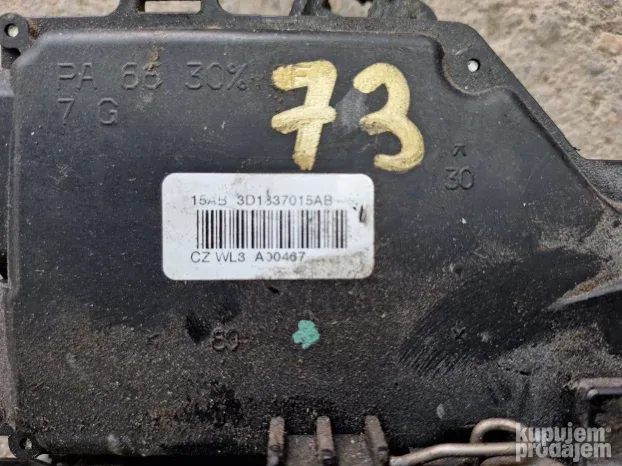 PA 66 30%
7 G
73
30
15AB 3D1837015AB
CZ WL3 A00467
80
kupujem
prodajem